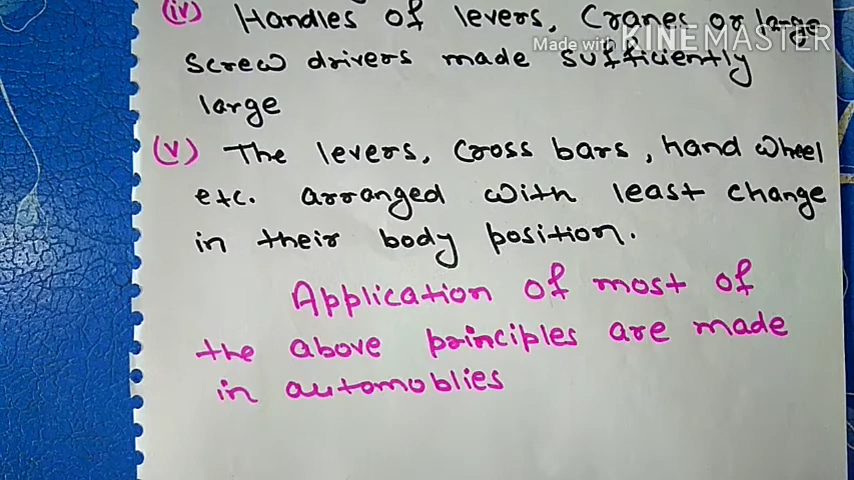 (iv) Handles of levers, Cranes or large
Made with KINEMASTER
screw drivers made sufficiently
large
(v) The levers, cross bars, hand wheel
etc. arranged with least change
in their body position.
Application of most of
the above principles are made
in automoblies